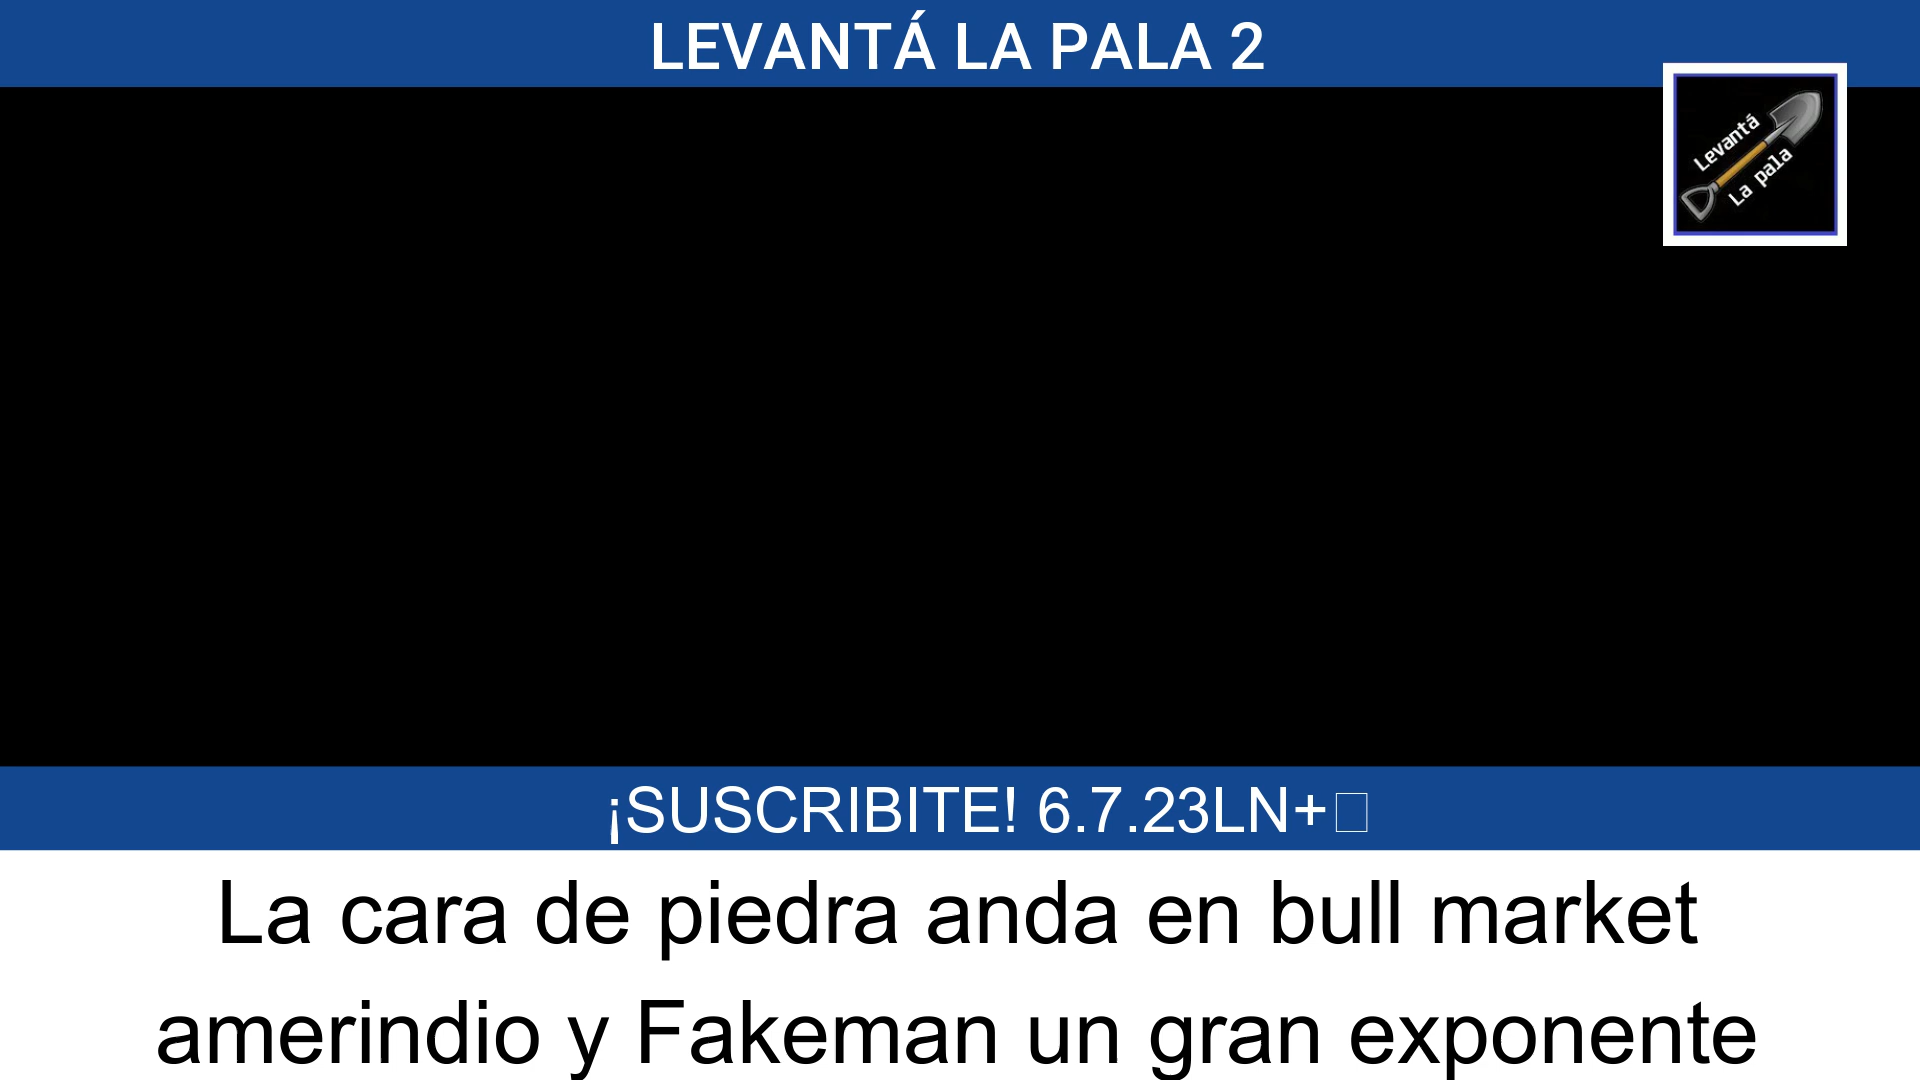 LEVANTÁ LA PALA 2
Levantá
La pala
¡SUSCRIBITE! 6.7.23LN+
La cara de piedra anda en bull market
amerindio y Fakeman un gran exponente